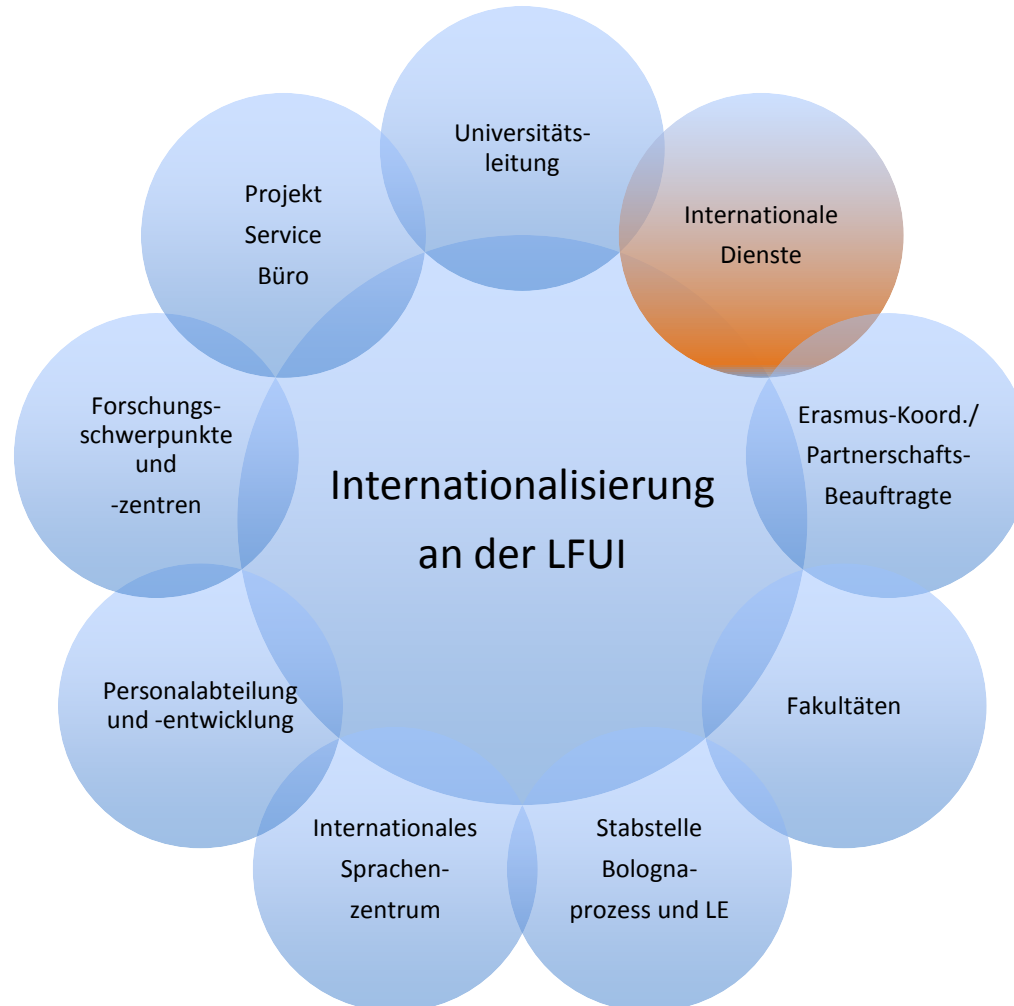 Universitäts-
leitung
Internationale
Dienste
Erasmus-Koord./
Partnerschafts-
Beauftragte
Fakultäten
Stabstelle
Bologna-
prozess und LE
Internationales
Sprachen-
zentrum
Personalabteilung
und -entwicklung
Forschungs-
schwerpunkte
und
-zentren
Projekt
Service
Büro
Internationalisierung
an der LFUI